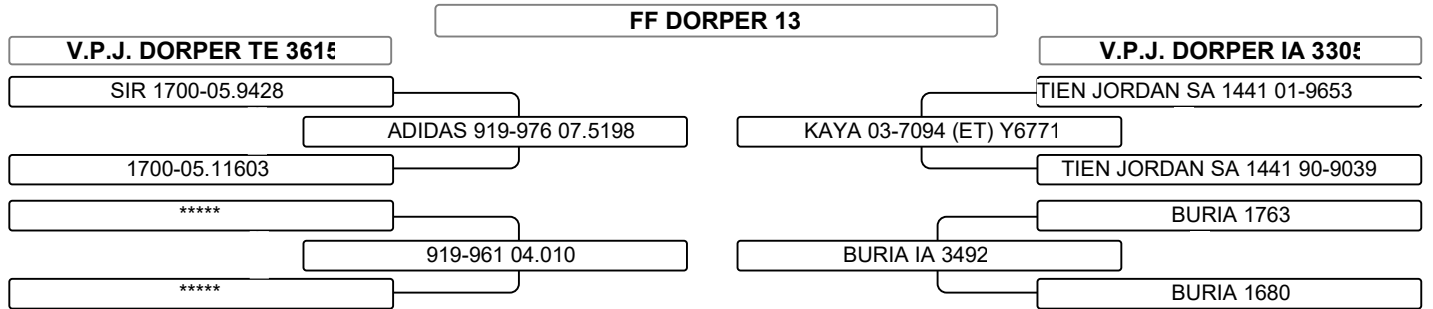 FF DORPER 13
V.P.J. DORPER TE 3615
V.P.J. DORPER IA 3305
SIR 1700-05.9428
TIEN JORDAN SA 1441 01-9653
ADIDAS 919-976 07.5198
KAYA 03-7094 (ET) Y6771
1700-05.11603
TIEN JORDAN SA 1441 90-9039
*****
BURIA 1763
919-961 04.010
BURIA IA 3492
*****
BURIA 1680